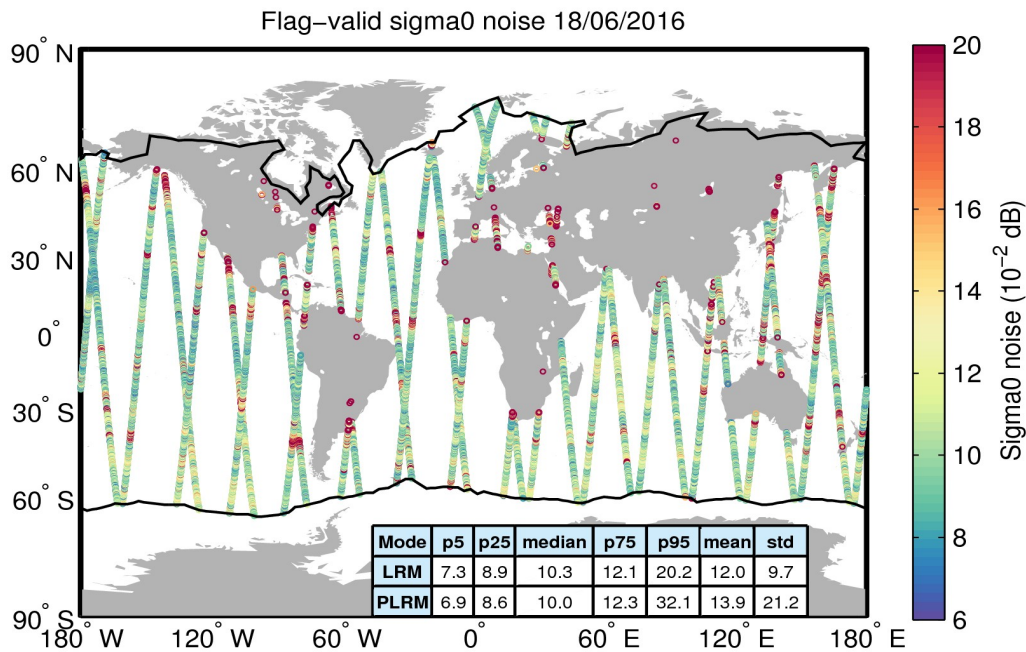 Flag−valid sigma0 noise 18/06/2016
90° N
60° N
30° N
0°
30° S
60° S
90° S
180° W
120° W
60° W
0°
60° E
120° E
180° E
Mode p5 p25 median p75 p95 mean std
LRM 7.3 8.9 10.3 12.1 20.2 12.0 9.7
PLRM 6.9 8.6 10.0 12.3 32.1 13.9 21.2
20
18
16
14
12
10
8
6
Sigma0 noise (10⁻² dB)